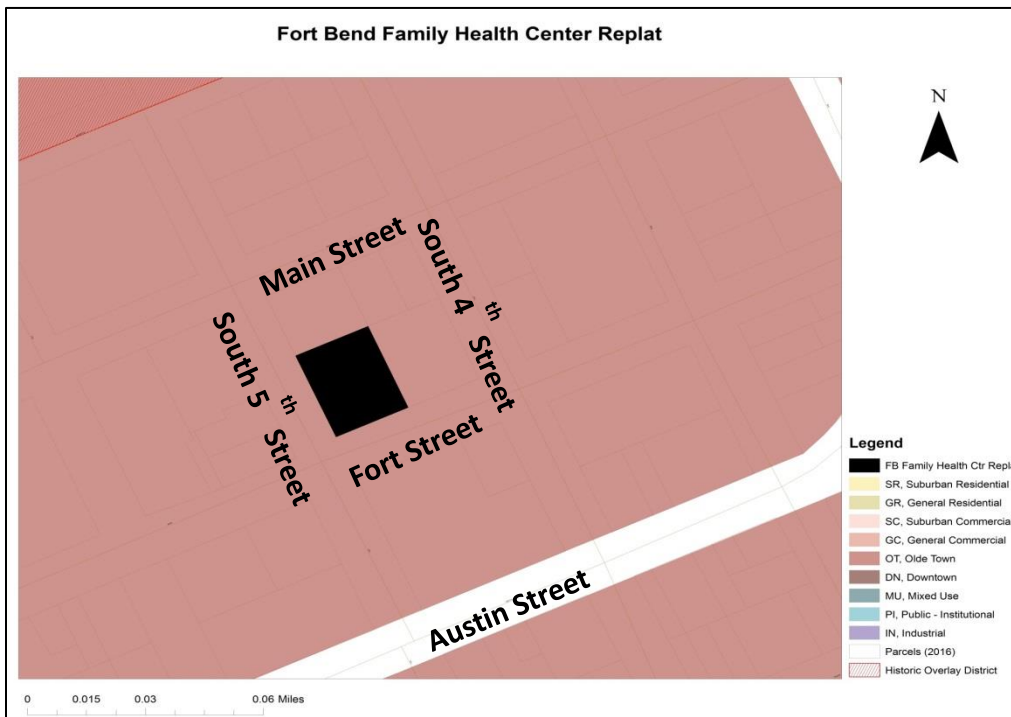 Fort Bend Family Health Center Replat
N
Main Street
South 4th Street
South 5th Street
Fort Street
Austin Street
Legend
FB Family Health Ctr Repla
SR, Suburban Residential
GR, General Residential
SC, Suburban Commercia
GC, General Commercial
OT, Olde Town
DN, Downtown
MU, Mixed Use
PI, Public - Institutional
IN, Industrial
Parcels (2016)
Historic Overlay District
0 0.015 0.03 0.06 Miles